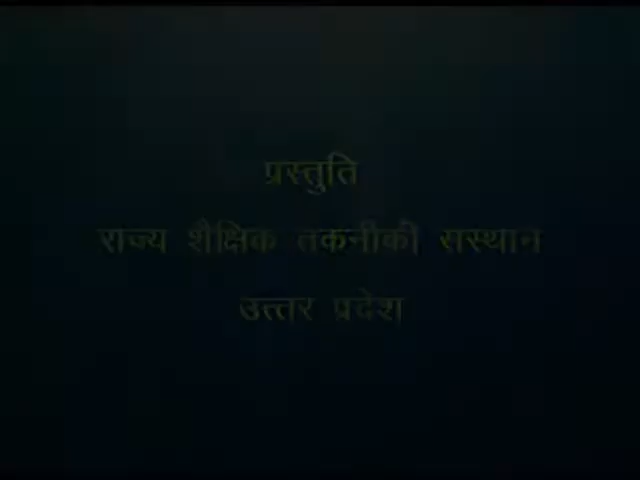 प्रस्तुति
राज्य शैक्षिक तकनीकी संस्थान
उत्तर प्रदेश